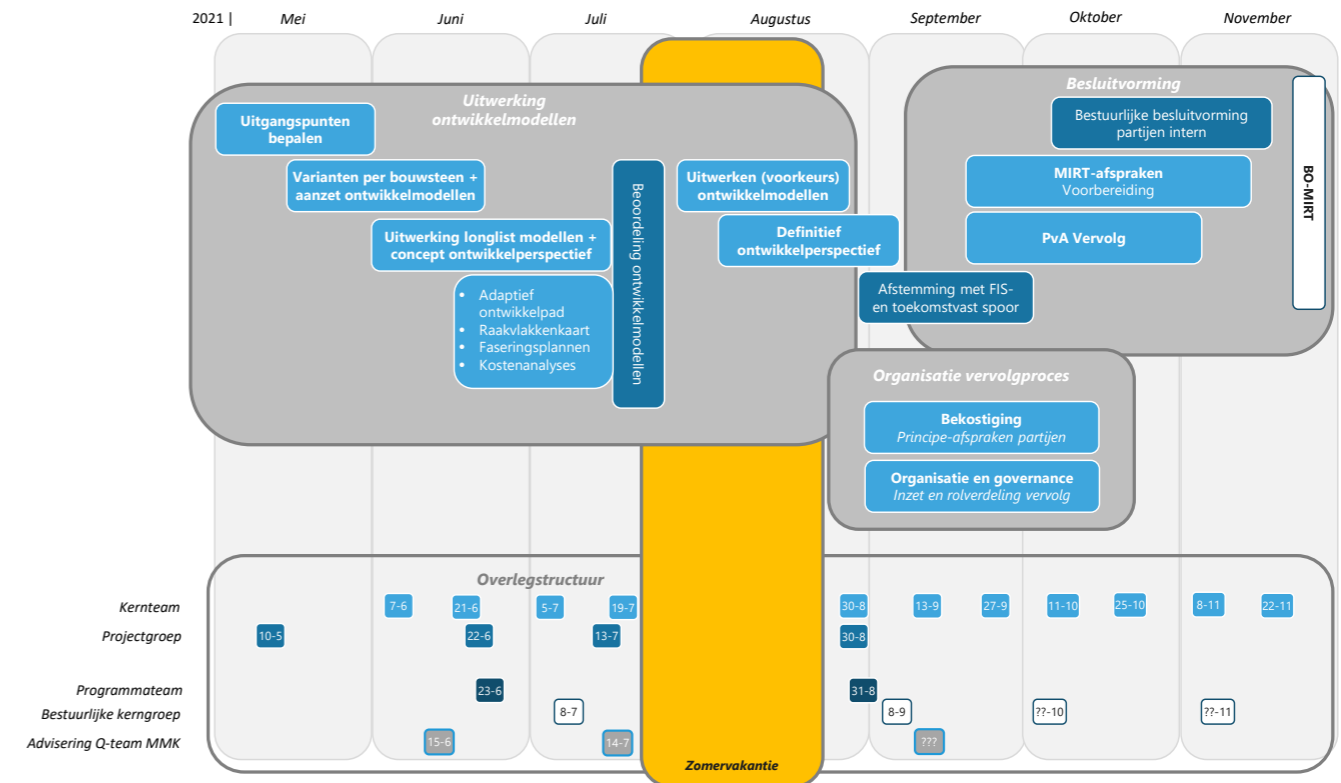 2021 |
Mei
Juni
Juli
Augustus
September
Oktober
November
Uitwerking
ontwikkelmodellen
Uitgangspunten
bepalen
Varianten per bouwsteen +
aanzet ontwikkelmodellen
Uitwerking longlist modellen +
concept ontwikkelperspectief
• Adaptief
ontwikkelpad
• Raakvlakkenkaart
• Faseringsplannen
• Kostenanalyses
Beoordeling ontwikkelmodellen
Uitwerken (voorkeurs)
ontwikkelmodellen
Definitief
ontwikkelperspectief
Besluitvorming
Bestuurlijke besluitvorming
partijen intern
MIRT-afspraken
Voorbereiding
PvA Vervolg
Afstemming met FIS-
en toekomstvast spoor
BO-MIRT
Organisatie vervolgproces
Bekostiging
Principe-afspraken partijen
Organisatie en governance
Inzet en rolverdeling vervolg
Overlegstructuur
Kernteam
7-6
21-6
5-7
19-7
30-8
13-9
27-9
11-10
25-10
8-11
22-11
Projectgroep
10-5
22-6
13-7
30-8
Programmateam
23-6
31-8
Bestuurlijke kerngroep
8-7
8-9
??-10
??-11
Advisering Q-team MMK
15-6
14-7
???
Zomervakantie